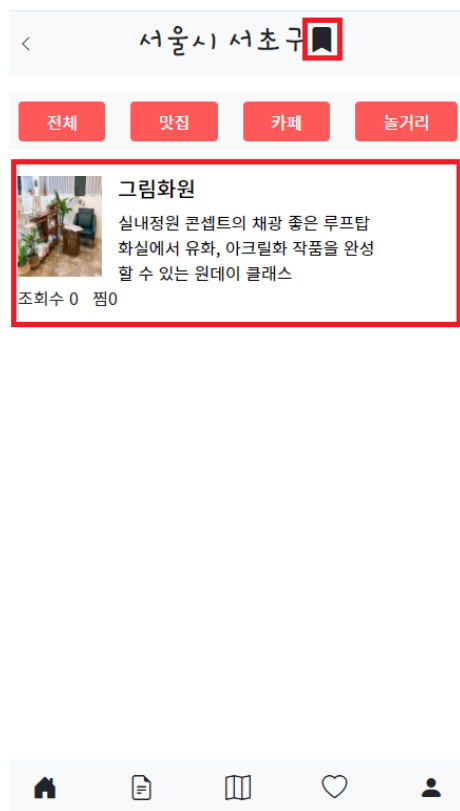 서울시 서초구
전체 맛집 카페 놀거리
그림화원
실내정원 콘셉트의 채광 좋은 루프탑
화실에서 유화, 아크릴화 작품을 완성
할 수 있는 원데이 클래스
조회수 0 찜0